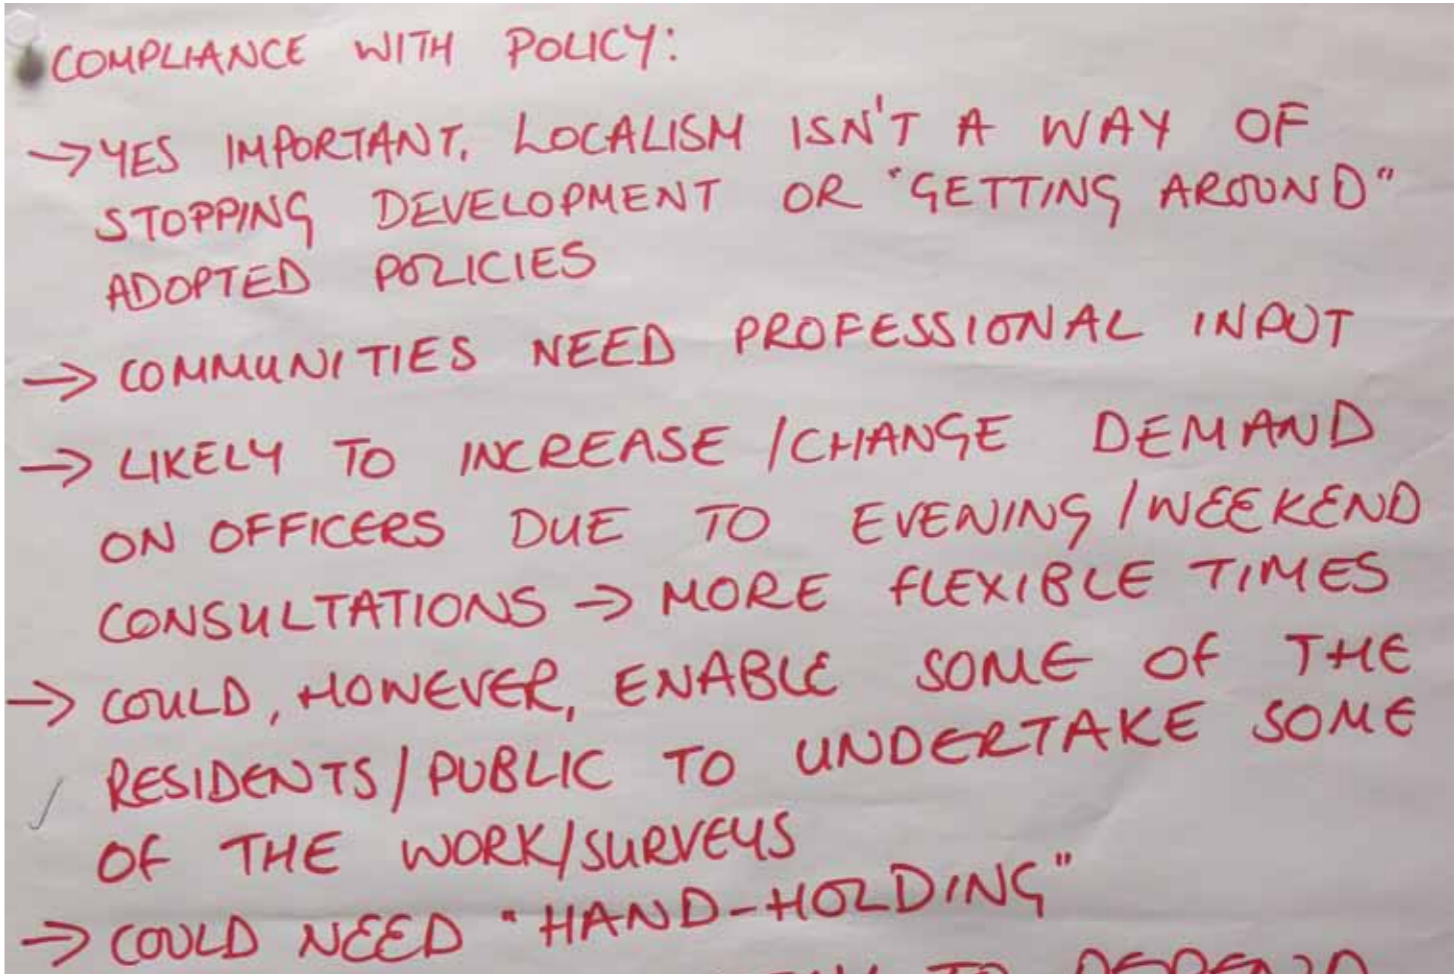 COMPLIANCE WITH POLICY:
→ YES IMPORTANT. LOCALISM ISN'T A WAY OF
STOPPING DEVELOPMENT OR "GETTING AROUND"
ADOPTED POLICIES
→ COMMUNITIES NEED PROFESSIONAL INPUT
→ LIKELY TO INCREASE/CHANGE DEMAND
ON OFFICERS DUE TO EVENING/WEEKEND
CONSULTATIONS → MORE FLEXIBLE TIMES
→ COULD, HOWEVER, ENABLE SOME OF THE
RESIDENTS/PUBLIC TO UNDERTAKE SOME
OF THE WORK/SURVEYS
→ COULD NEED "HAND-HOLDING"
TO DEPEND